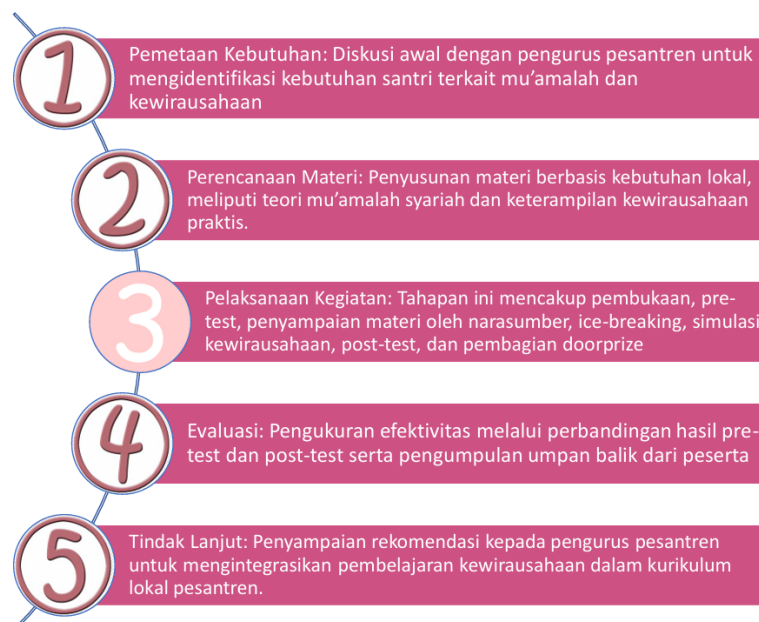 1
Pemetaan Kebutuhan: Diskusi awal dengan pengurus pesantren untuk
mengidentifikasi kebutuhan santri terkait mu’amalah dan
kewirausahaan
2
Perencanaan Materi: Penyusunan materi berbasis kebutuhan lokal,
meliputi teori mu’amalah syariah dan keterampilan kewirausahaan
praktis.
3
Pelaksanaan Kegiatan: Tahapan ini mencakup pembukaan, pre-
test, penyampaian materi oleh narasumber, ice-breaking, simulasi
kewirausahaan, post-test, dan pembagian doorprize
4
Evaluasi: Pengukuran efektivitas melalui perbandingan hasil pre-
test dan post-test serta pengumpulan umpan balik dari peserta
5
Tindak Lanjut: Penyampaian rekomendasi kepada pengurus pesantren
untuk mengintegrasikan pembelajaran kewirausahaan dalam kurikulum
lokal pesantren.